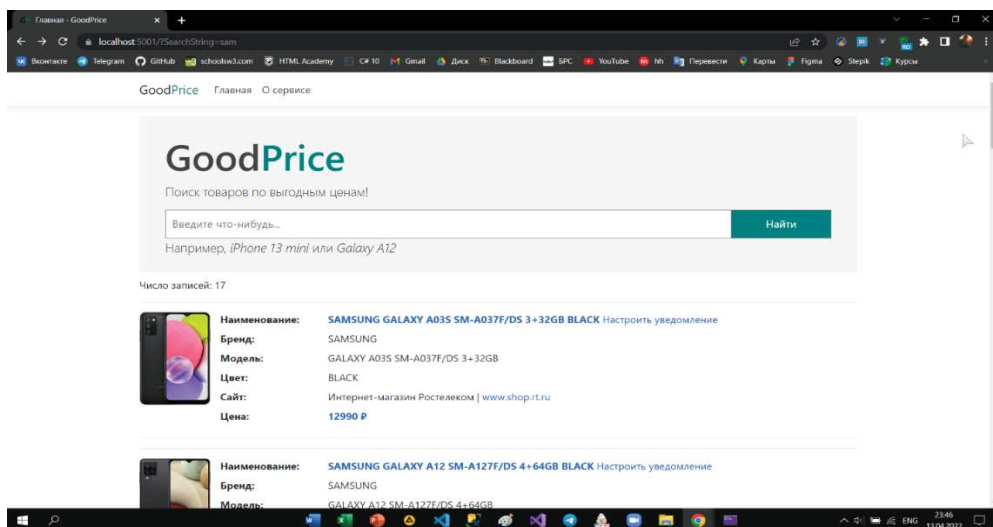 Главная - GoodPrice
localhost:5001/?SearchString=sam
Вконтакте Telegram GitHub schoolsw3.com HTML Academy C# 10 Gmail Диск Blackboard БРС YouTube hh Перевести Карты Figma Stepik Курсы
GoodPrice Главная О сервисе
GoodPrice
Поиск товаров по выгодным ценам!
Введите что-нибудь... Найти
Например, iPhone 13 mini или Galaxy A12
Число записей: 17
Наименование: SAMSUNG GALAXY A03S SM-A037F/DS 3+32GB BLACK Настроить уведомление
Бренд: SAMSUNG
Модель: GALAXY A03S SM-A037F/DS 3+32GB
Цвет: BLACK
Сайт: Интернет-магазин Ростелеком | www.shop.rt.ru
Цена: 12990 ₽
Наименование: SAMSUNG GALAXY A12 SM-A127F/DS 4+64GB BLACK Настроить уведомление
Бренд: SAMSUNG
Модель: GALAXY A12 SM-A127F/DS 4+64GB
ENG 23:46
13.04.2022